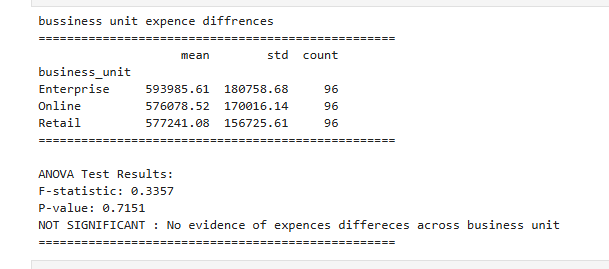 bussiness unit expence diffrences
==================================================
mean std count
business_unit
Enterprise 593985.61 180758.68 96
Online 576078.52 170016.14 96
Retail 577241.08 156725.61 96
==================================================
ANOVA Test Results:
F-statistic: 0.3357
P-value: 0.7151
NOT SIGNIFICANT : No evidence of expences differeces across business unit
==================================================